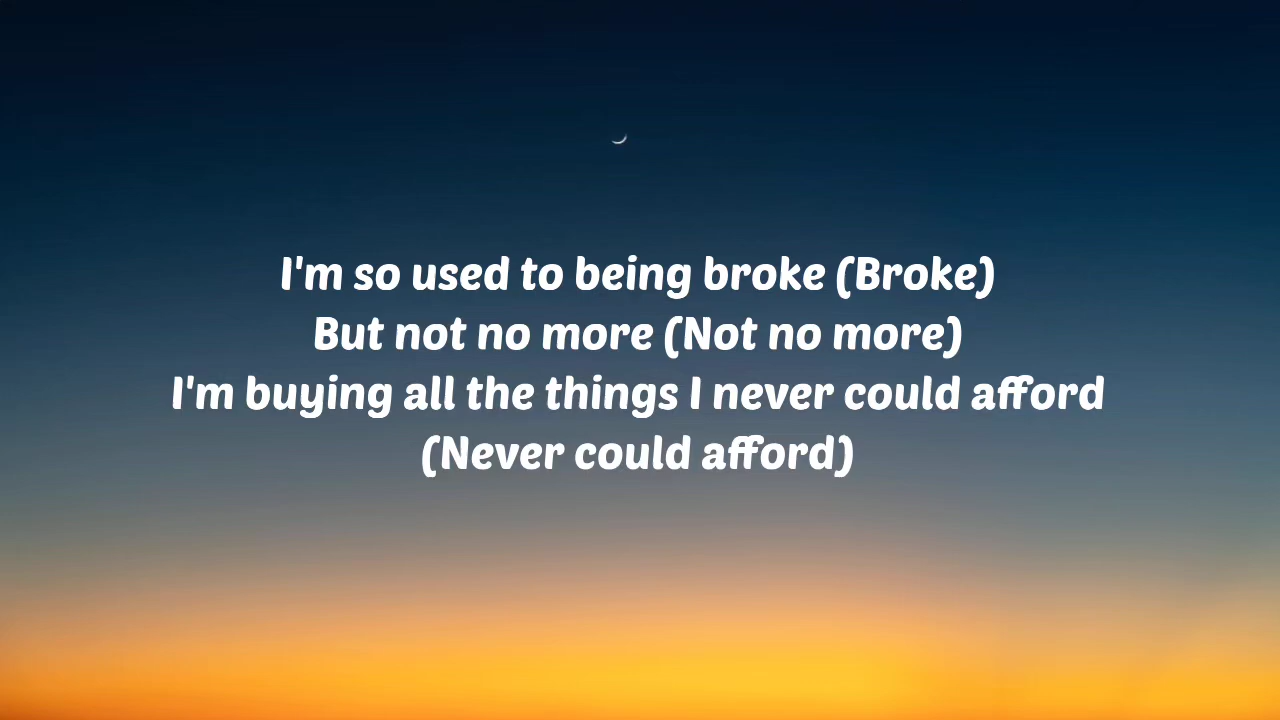 I'm so used to being broke (Broke)
But not no more (Not no more)
I'm buying all the things I never could afford
(Never could afford)